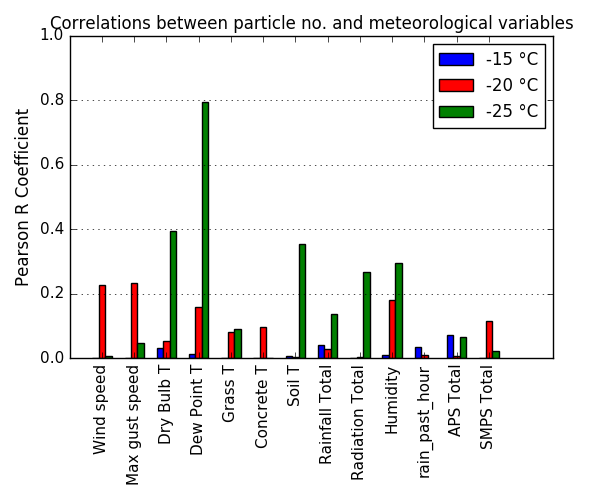 Correlations between particle no. and meteorological variables
1.0
0.8
0.6
0.4
0.2
0.0
Pearson R Coefficient
-15 °C
-20 °C
-25 °C
Wind speed
Max gust speed
Dry Bulb T
Dew Point T
Grass T
Concrete T
Soil T
Rainfall Total
Radiation Total
Humidity
rain_past_hour
APS Total
SMPS Total